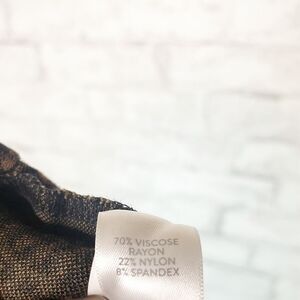 70% VISCOSE
RAYON
22% NYLON
8% SPANDEX